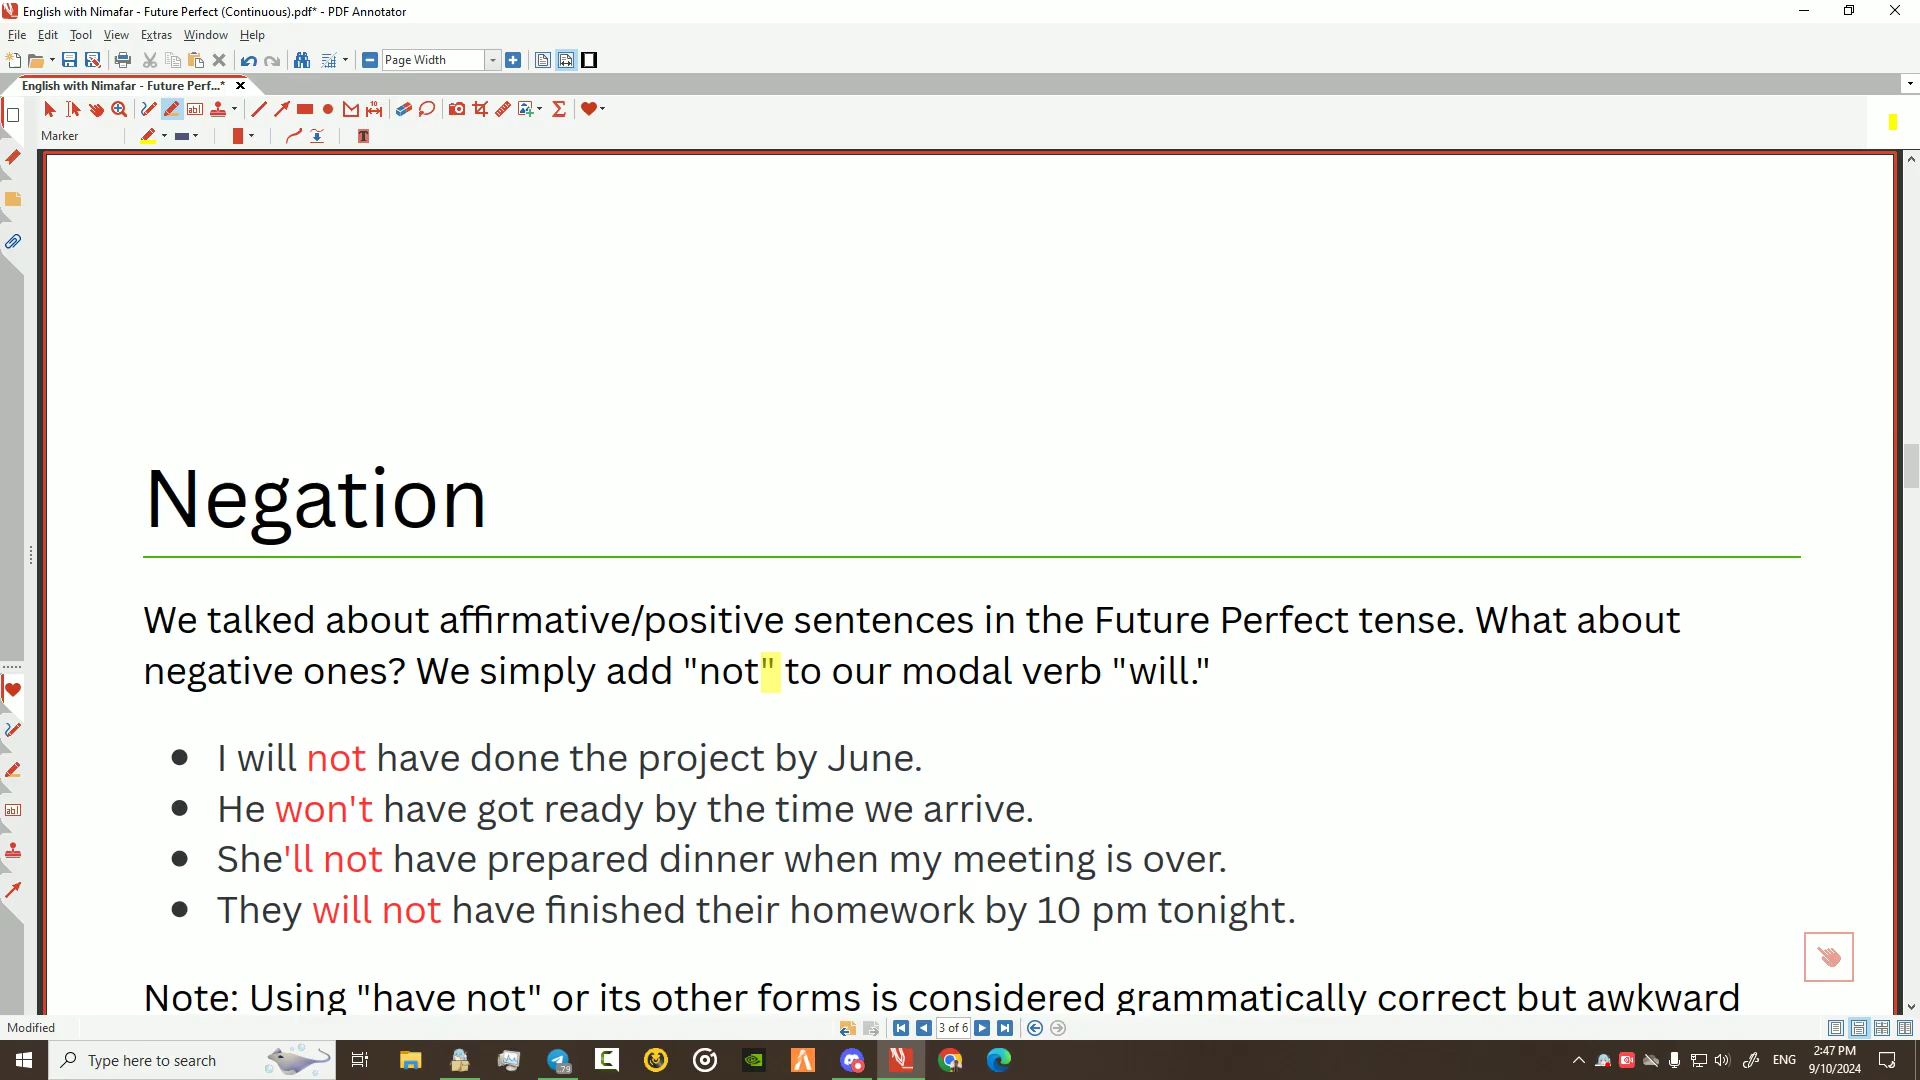 English with Nimafar - Future Perfect (Continuous).pdf* - PDF Annotator
File Edit Tool View Extras Window Help
Page Width
English with Nimafar - Future Perf...*
Marker
Negation
We talked about affirmative/positive sentences in the Future Perfect tense. What about
negative ones? We simply add "not" to our modal verb "will."
● I will not have done the project by June.
● He won't have got ready by the time we arrive.
● She'll not have prepared dinner when my meeting is over.
● They will not have finished their homework by 10 pm tonight.
Note: Using "have not" or its other forms is considered grammatically correct but awkward
Modified
3 of 6
Type here to search
79
ENG
2:47 PM
9/10/2024